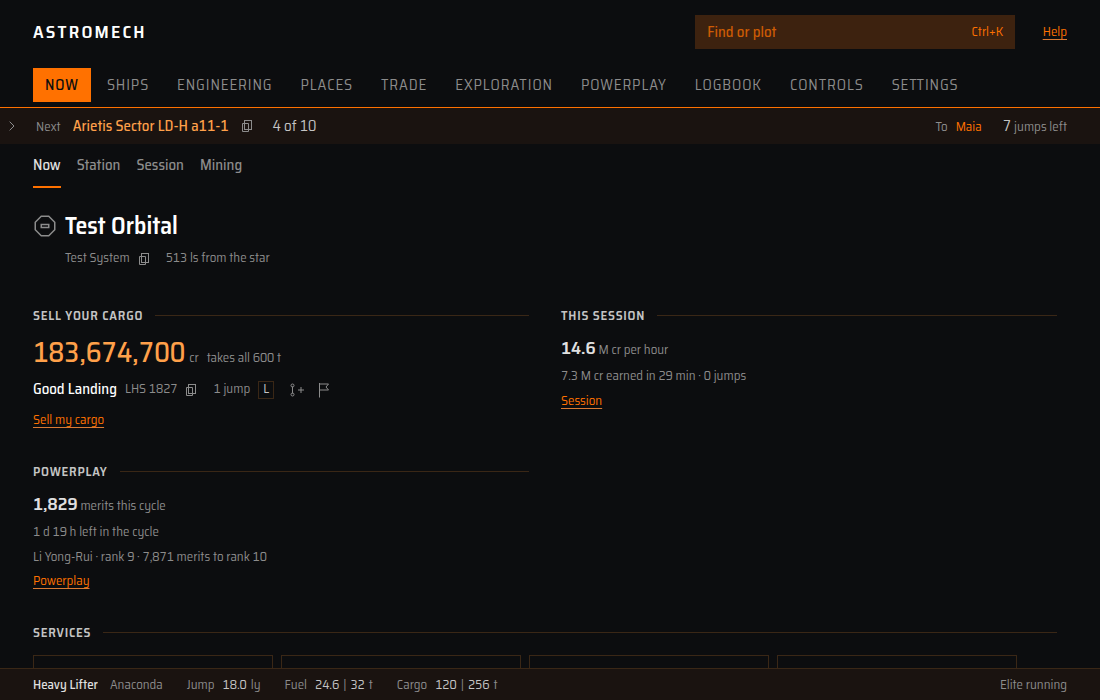 ASTROMECH
Find or plot Ctrl+K
Help
NOW SHIPS ENGINEERING PLACES TRADE EXPLORATION POWERPLAY LOGBOOK CONTROLS SETTINGS
Next Arietis Sector LD-H a11-1 4 of 10 To Maia 7 jumps left
Now Station Session Mining
Test Orbital
Test System 513 ls from the star
SELL YOUR CARGO
183,674,700 cr takes all 600 t
Good Landing LHS 1827 1 jump L
Sell my cargo
THIS SESSION
14.6 M cr per hour
7.3 M cr earned in 29 min · 0 jumps
Session
POWERPLAY
1,829 merits this cycle
1 d 19 h left in the cycle
Li Yong-Rui · rank 9 · 7,871 merits to rank 10
Powerplay
SERVICES
Heavy Lifter Anaconda Jump 18.0 ly Fuel 24.6 | 32 t Cargo 120 | 256 t Elite running